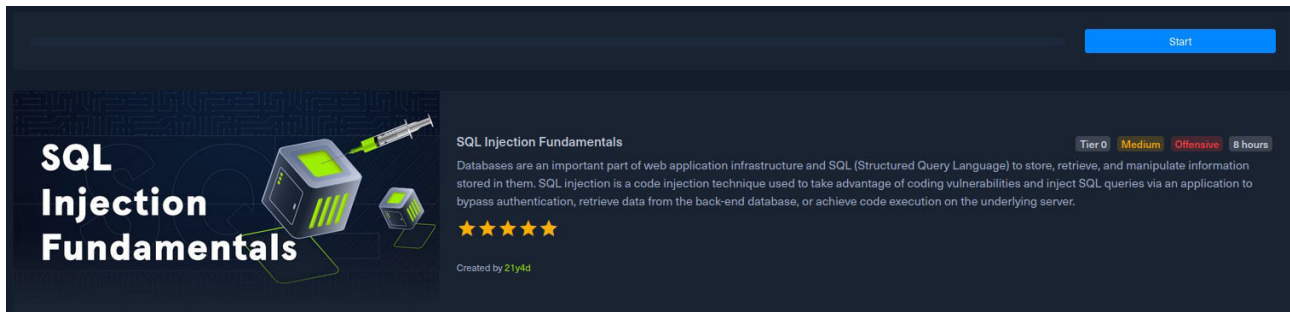 Start
SQL
Injection
Fundamentals
SQL Injection Fundamentals
Tier 0 Medium Offensive 8 hours
Databases are an important part of web application infrastructure and SQL (Structured Query Language) to store, retrieve, and manipulate information
stored in them. SQL injection is a code injection technique used to take advantage of coding vulnerabilities and inject SQL queries via an application to
bypass authentication, retrieve data from the back-end database, or achieve code execution on the underlying server.
Created by 21y4d